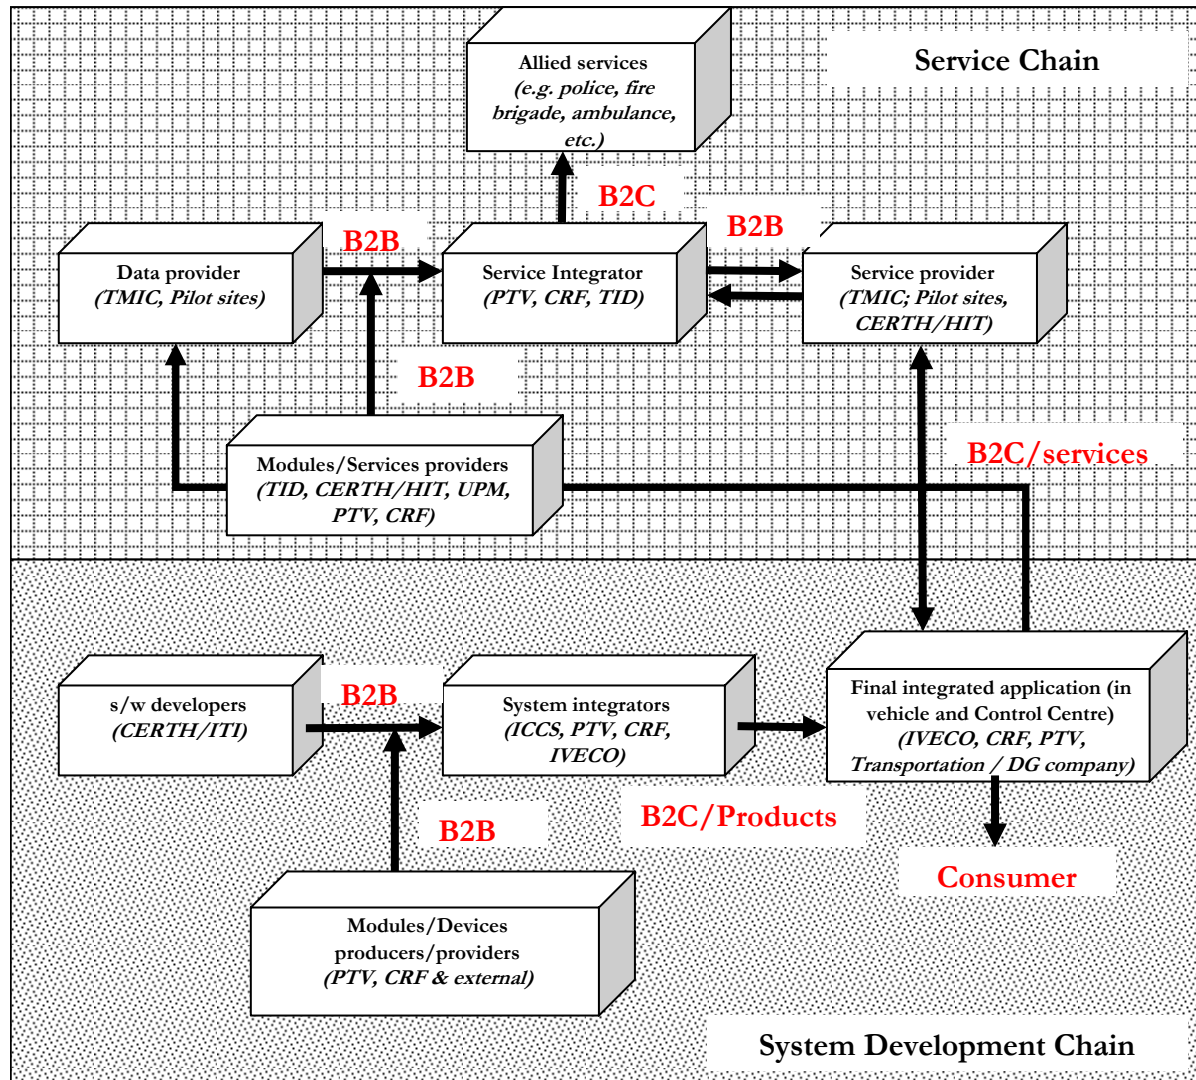 Allied services
(e.g. police, fire
brigade, ambulance,
etc.)
Service Chain
B2C
B2B
B2B
Data provider
(TMIC, Pilot sites)
Service Integrator
(PTV, CRF, TID)
Service provider
(TMIC; Pilot sites,
CERTH/HIT)
B2B
Modules/Services providers
(TID, CERTH/HIT, UPM,
PTV, CRF)
B2C/services
s/w developers
(CERTH/ITI)
B2B
System integrators
(ICCS, PTV, CRF,
IVECO)
Final integrated application (in
vehicle and Control Centre)
(IVECO, CRF, PTV,
Transportation / DG company)
B2B
B2C/Products
Consumer
Modules/Devices
producers/providers
(PTV, CRF & external)
System Development Chain